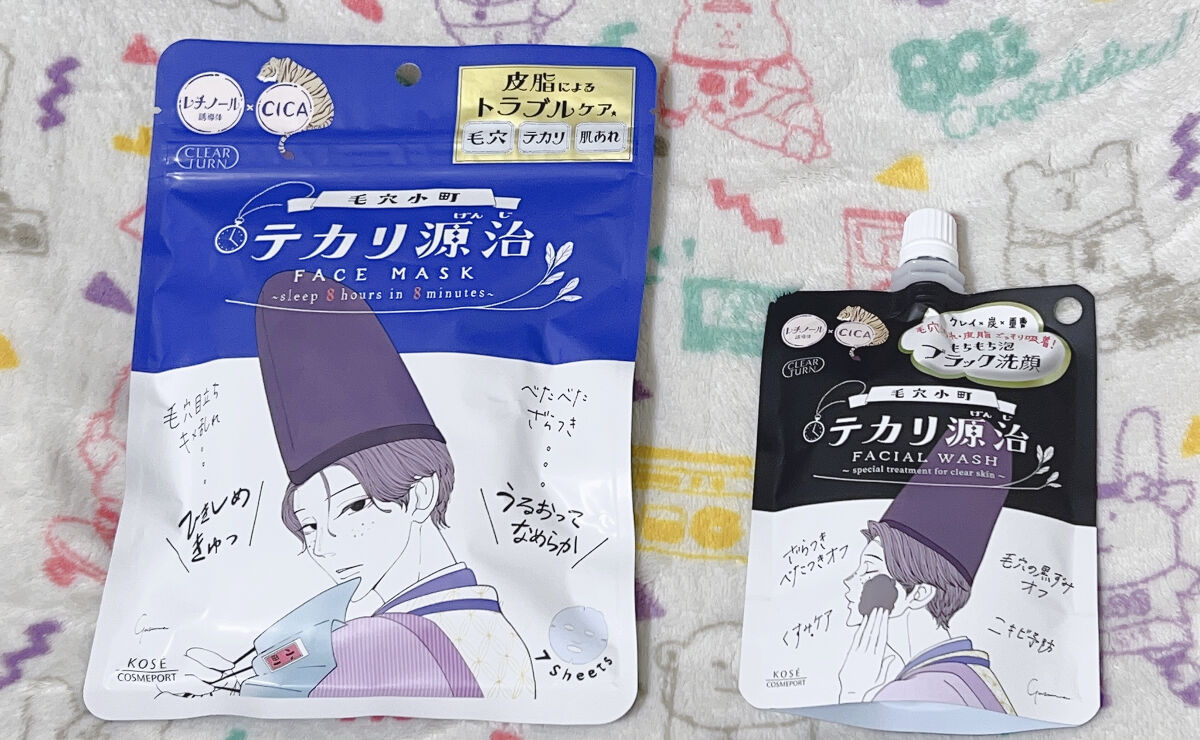 レチノール
誘導体
×
CICA
CLEAR
TURN
皮脂による
トラブルケア★
毛穴
テカリ
肌あれ
毛穴小町
げんじ
テカリ源治
FACE MASK
~sleep 8 hours in 8 minutes~
毛穴目立ち
キメ乱れ
ひきしめ
きゅっ
べたべた
ざらつき
うるおって
なめらか
小町
7 Sheets
KOSÉ
COSMEPORT
レチノール
誘導体
×
CICA
CLEAR
TURN
クレイ×炭×重曹
もちもち泡
ブラック洗顔
毛穴小町
げんじ
テカリ源治
FACIAL WASH
~ special treatment for clear skin ~
ざらつき
べたつきオフ
くすみケア
毛穴の黒ずみ
オフ
ニキビ予防
KOSÉ
COSMEPORT